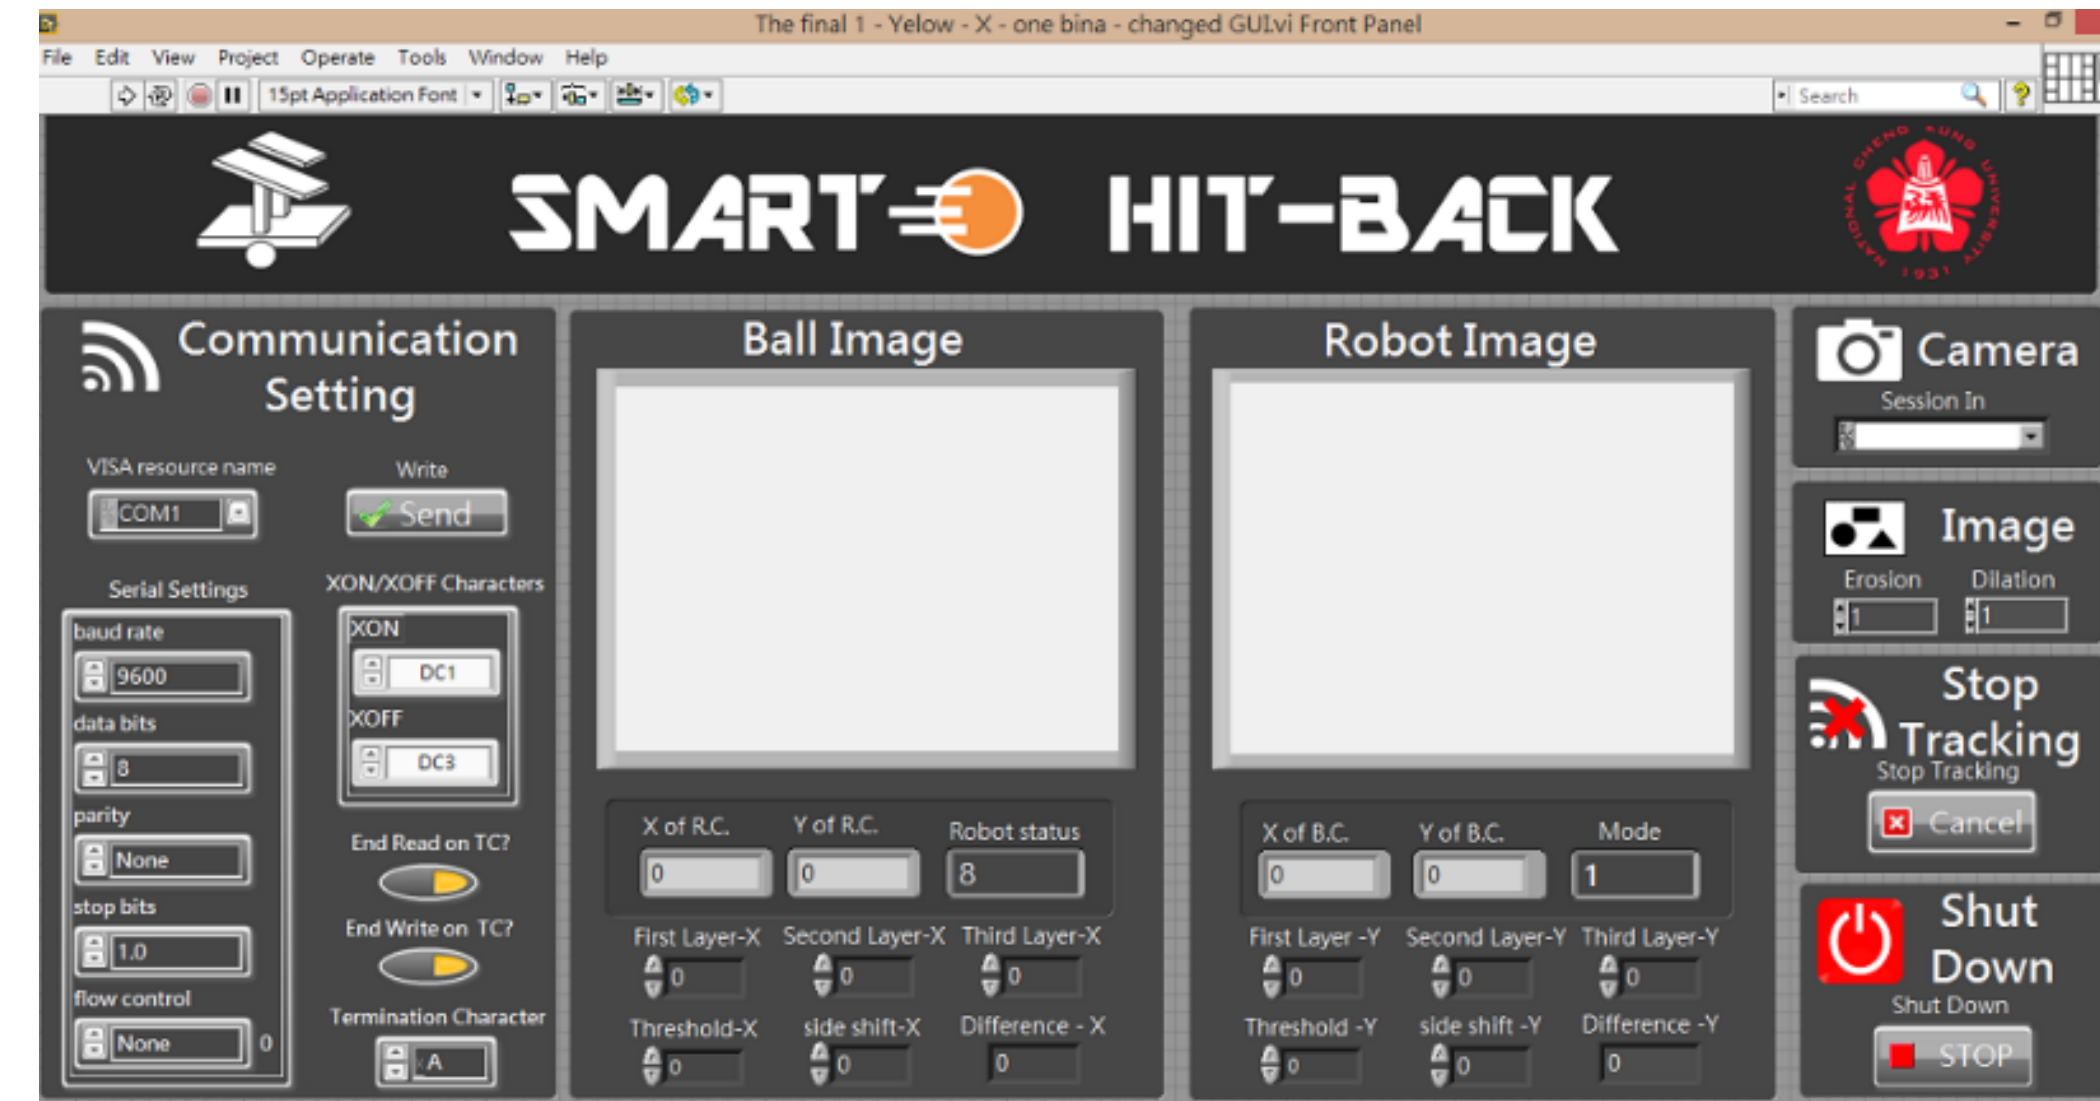 The final 1 - Yelow - X - one bina - changed GUI.vi Front Panel
File Edit View Project Operate Tools Window Help
15pt Application Font
Search
SMART HIT-BACK
NATIONAL CHENG KUNG UNIVERSITY
1931
Communication
Setting
VISA resource name
COM1
Write
Send
Serial Settings
baud rate
9600
data bits
8
parity
None
stop bits
1.0
flow control
None
0
XON/XOFF Characters
XON
DC1
XOFF
DC3
End Read on TC?
End Write on TC?
Termination Character
xA
Ball Image
X of R.C. Y of R.C. Robot status
0 0 8
First Layer-X Second Layer-X Third Layer-X
0 0 0
Threshold-X side shift-X Difference - X
0 0 0
Robot Image
X of B.C. Y of B.C. Mode
0 0 1
First Layer -Y Second Layer-Y Third Layer-Y
0 0 0
Threshold -Y side shift -Y Difference -Y
0 0 0
Camera
Session In
Image
Erosion Dilation
1 1
Stop
Tracking
Stop Tracking
Cancel
Shut
Down
Shut Down
STOP